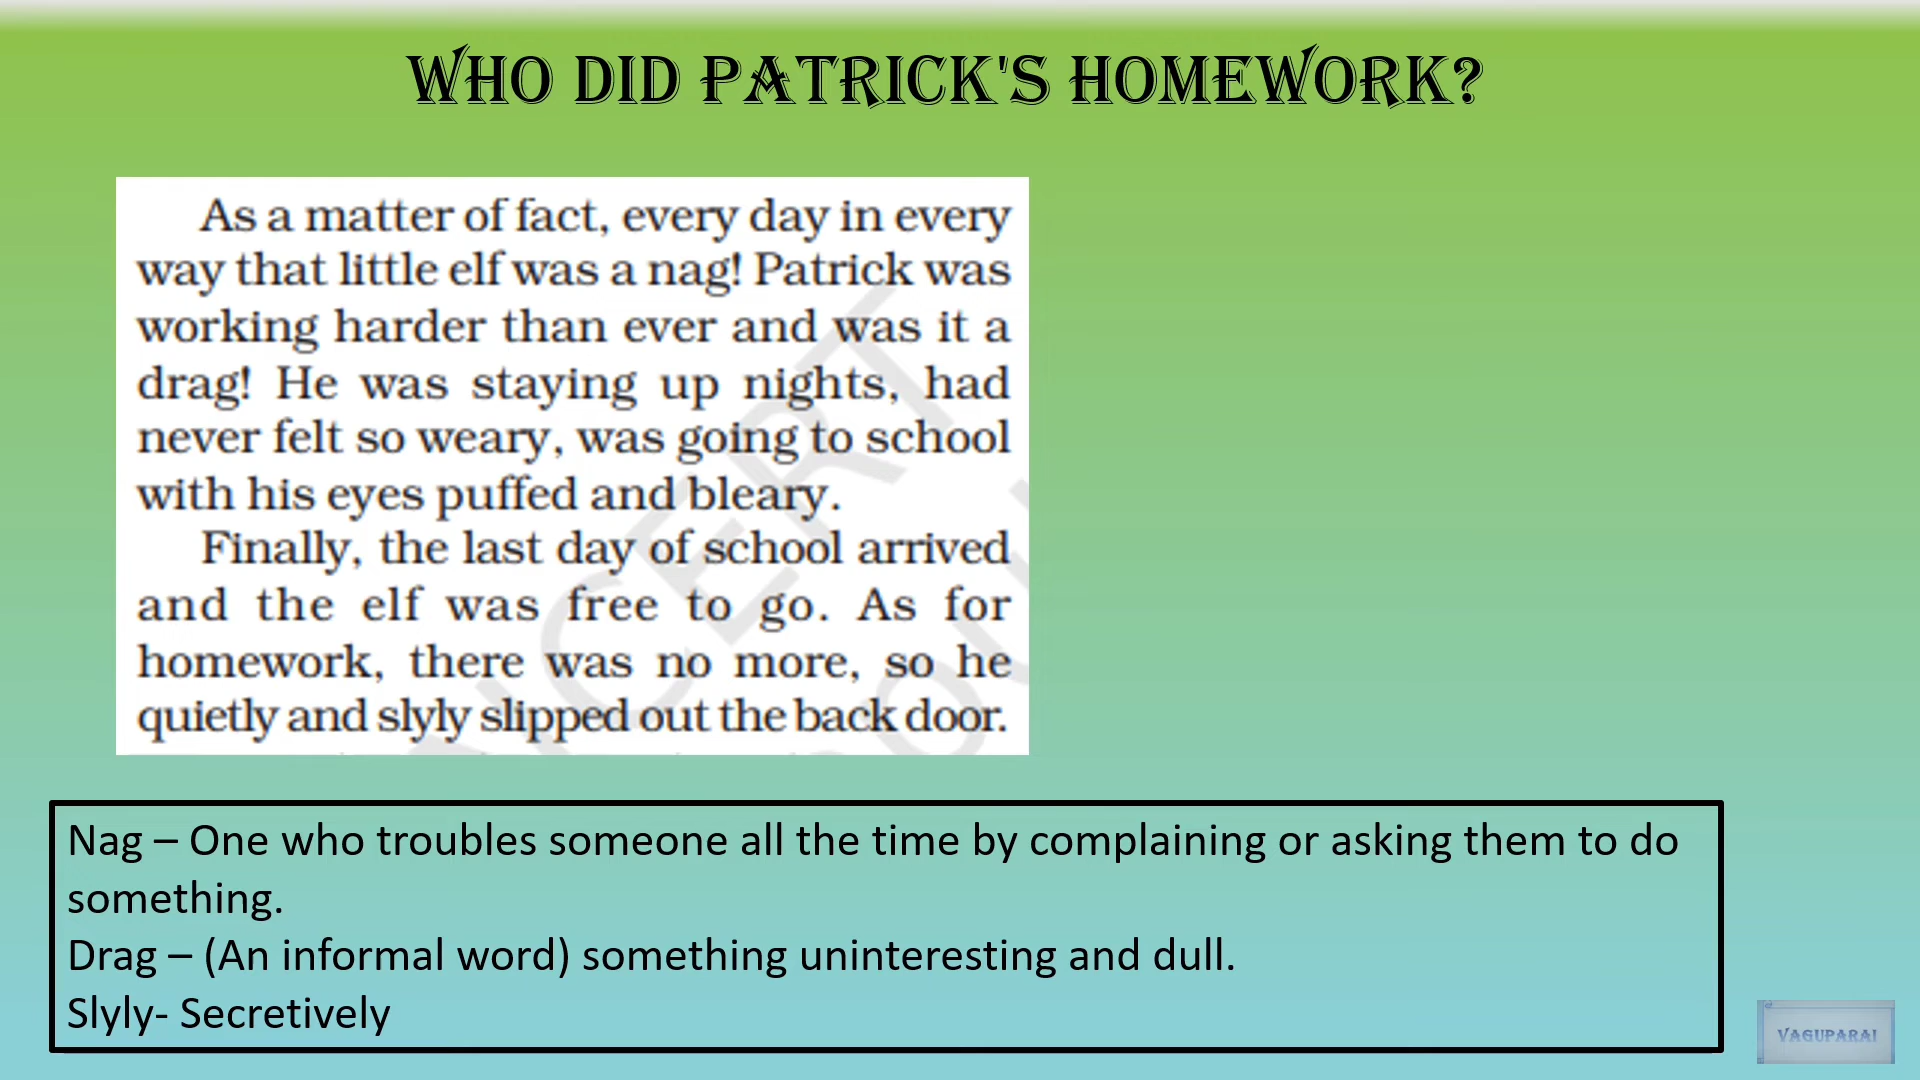 WHO DID PATRICK'S HOMEWORK?
As a matter of fact, every day in every
way that little elf was a nag! Patrick was
working harder than ever and was it a
drag! He was staying up nights, had
never felt so weary, was going to school
with his eyes puffed and bleary.
Finally, the last day of school arrived
and the elf was free to go. As for
homework, there was no more, so he
quietly and slyly slipped out the back door.
Nag – One who troubles someone all the time by complaining or asking them to do
something.
Drag – (An informal word) something uninteresting and dull.
Slyly- Secretively
VAGUPARAI